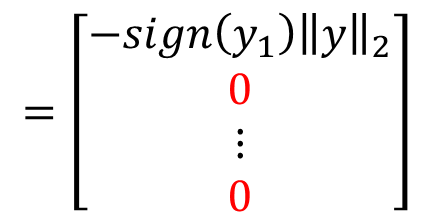 −sign(y₁)‖y‖₂
0
=
⋮
0